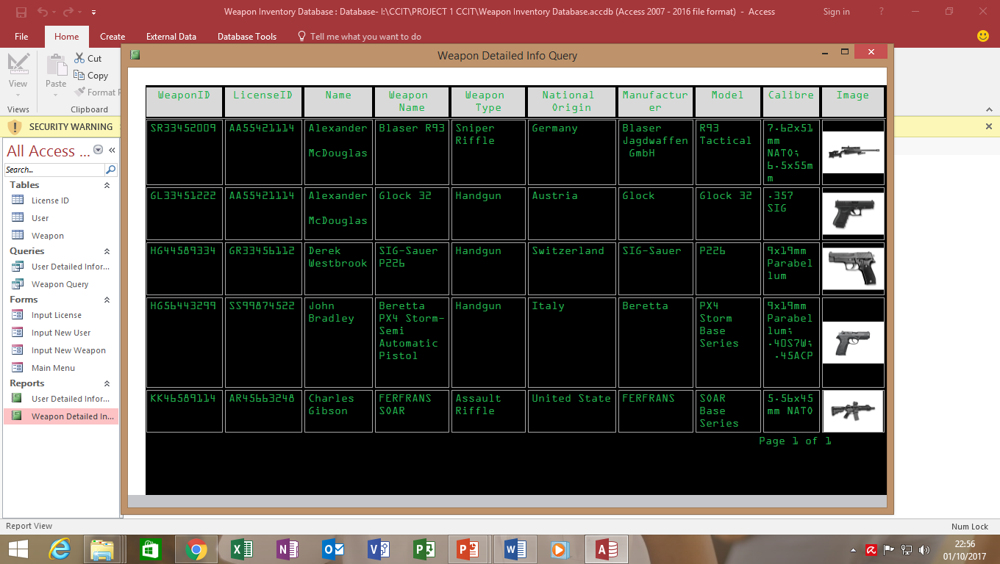 Weapon Inventory Database : Database- I:\CCIT\PROJECT 1 CCIT\Weapon Inventory Database.accdb (Access 2007 - 2016 file format) - Access
Sign in
?
File
Home
Create
External Data
Database Tools
Tell me what you want to do
View
Paste
Cut
Copy
Format
Views
Clipboard
SECURITY WARNING
All Access ...
Search...
Tables
License ID
User
Weapon
Queries
User Detailed Infor...
Weapon Query
Forms
Input License
Input New User
Input New Weapon
Main Menu
Reports
User Detailed Infor...
Weapon Detailed In...
Weapon Detailed Info Query
WeaponID LicenseID Name Weapon Name Weapon Type National Origin Manufacturer Model Calibre Image
SR33452009 AA55421114 Alexander McDouglas Blaser R93 Sniper Riffle Germany Blaser Jagdwaffen GmbH R93 Tactical 7.62x51mm NATO; 6.5x55mm
GL33451222 AA55421114 Alexander McDouglas Glock 32 Handgun Austria Glock Glock 32 .357 SIG
HG44589334 GR33456112 Derek Westbrook SIG-Sauer P226 Handgun Switzerland SIG-Sauer P226 9x19mm Parabellum
HG56443299 SS99874522 John Bradley Beretta PX4 Storm-Semi Automatic Pistol Handgun Italy Beretta PX4 Storm Base Series 9x19mm Parabellum; .40S7W; .45ACP
KK46589114 AR45663248 Charles Gibson FERFRANS SOAR Assault Riffle United State FERFRANS SOAR Base Series 5.56x45mm NATO
Page 1 of 1
Report View
Num Lock
22:56
01/10/2017